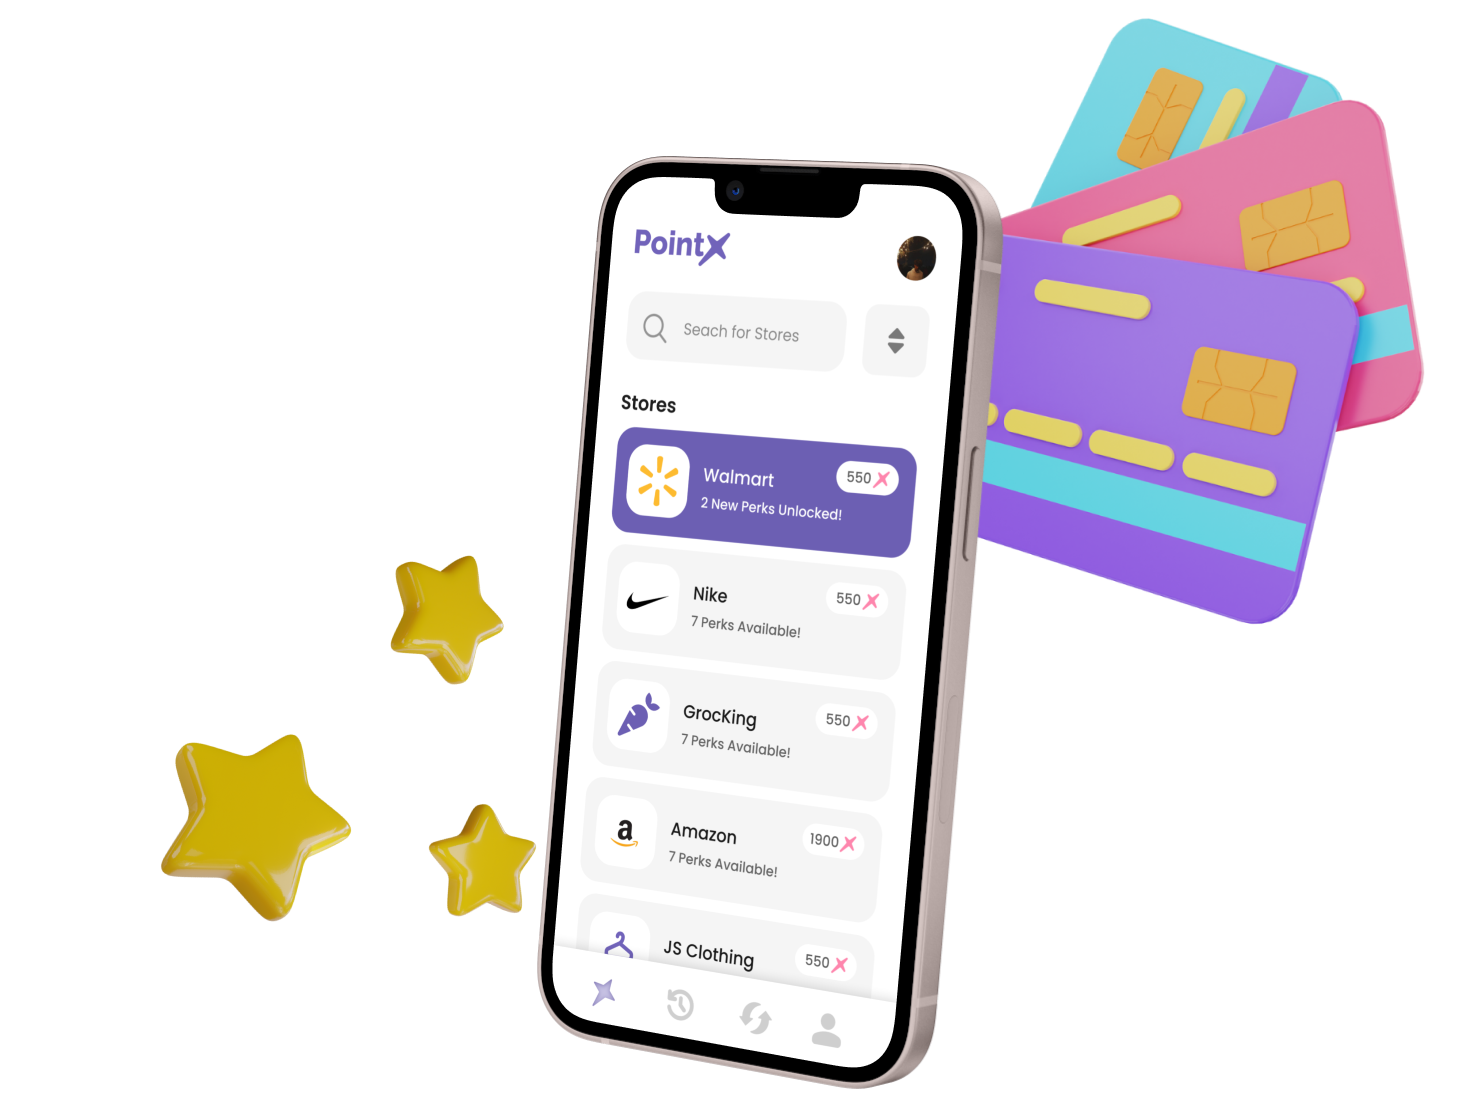 PointX
Seach for Stores
Stores
Walmart
550
2 New Perks Unlocked!
Nike
550
7 Perks Available!
GrocKing
550
7 Perks Available!
a
Amazon
1900
7 Perks Available!
JS Clothing
550